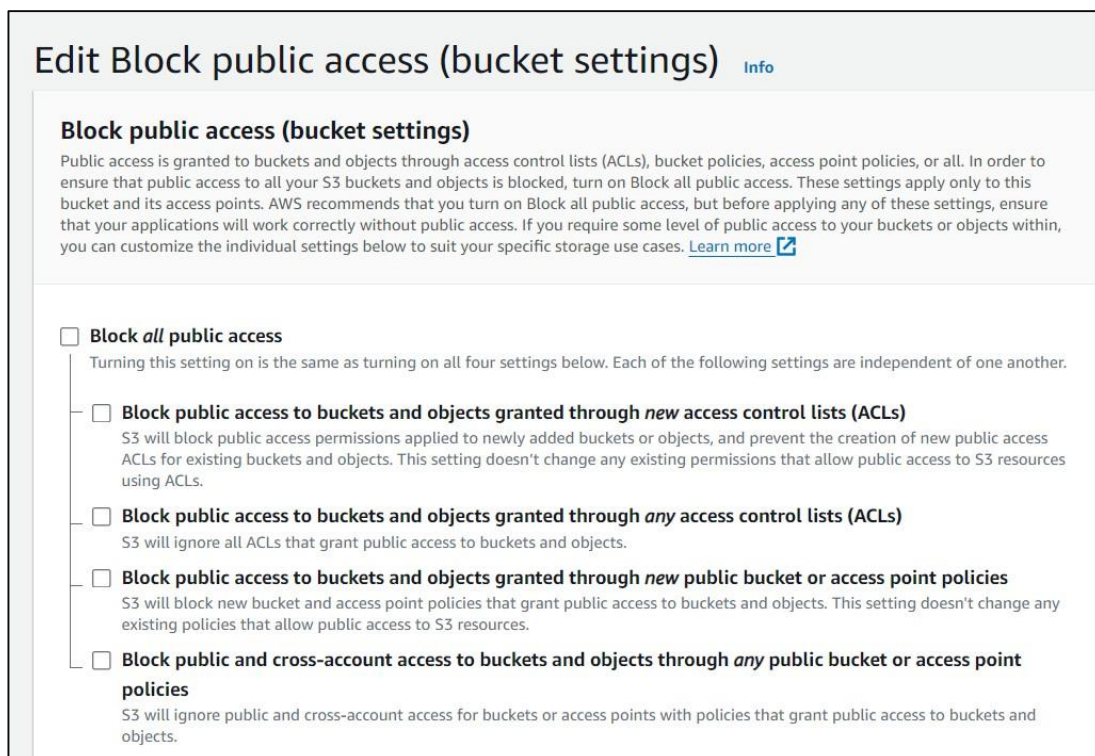 Edit Block public access (bucket settings) Info
Block public access (bucket settings)
Public access is granted to buckets and objects through access control lists (ACLs), bucket policies, access point policies, or all. In order to
ensure that public access to all your S3 buckets and objects is blocked, turn on Block all public access. These settings apply only to this
bucket and its access points. AWS recommends that you turn on Block all public access, but before applying any of these settings, ensure
that your applications will work correctly without public access. If you require some level of public access to your buckets or objects within,
you can customize the individual settings below to suit your specific storage use cases. Learn more
Block all public access
Turning this setting on is the same as turning on all four settings below. Each of the following settings are independent of one another.
Block public access to buckets and objects granted through new access control lists (ACLs)
S3 will block public access permissions applied to newly added buckets or objects, and prevent the creation of new public access
ACLs for existing buckets and objects. This setting doesn't change any existing permissions that allow public access to S3 resources
using ACLs.
Block public access to buckets and objects granted through any access control lists (ACLs)
S3 will ignore all ACLs that grant public access to buckets and objects.
Block public access to buckets and objects granted through new public bucket or access point policies
S3 will block new bucket and access point policies that grant public access to buckets and objects. This setting doesn't change any
existing policies that allow public access to S3 resources.
Block public and cross-account access to buckets and objects through any public bucket or access point
policies
S3 will ignore public and cross-account access for buckets or access points with policies that grant public access to buckets and
objects.